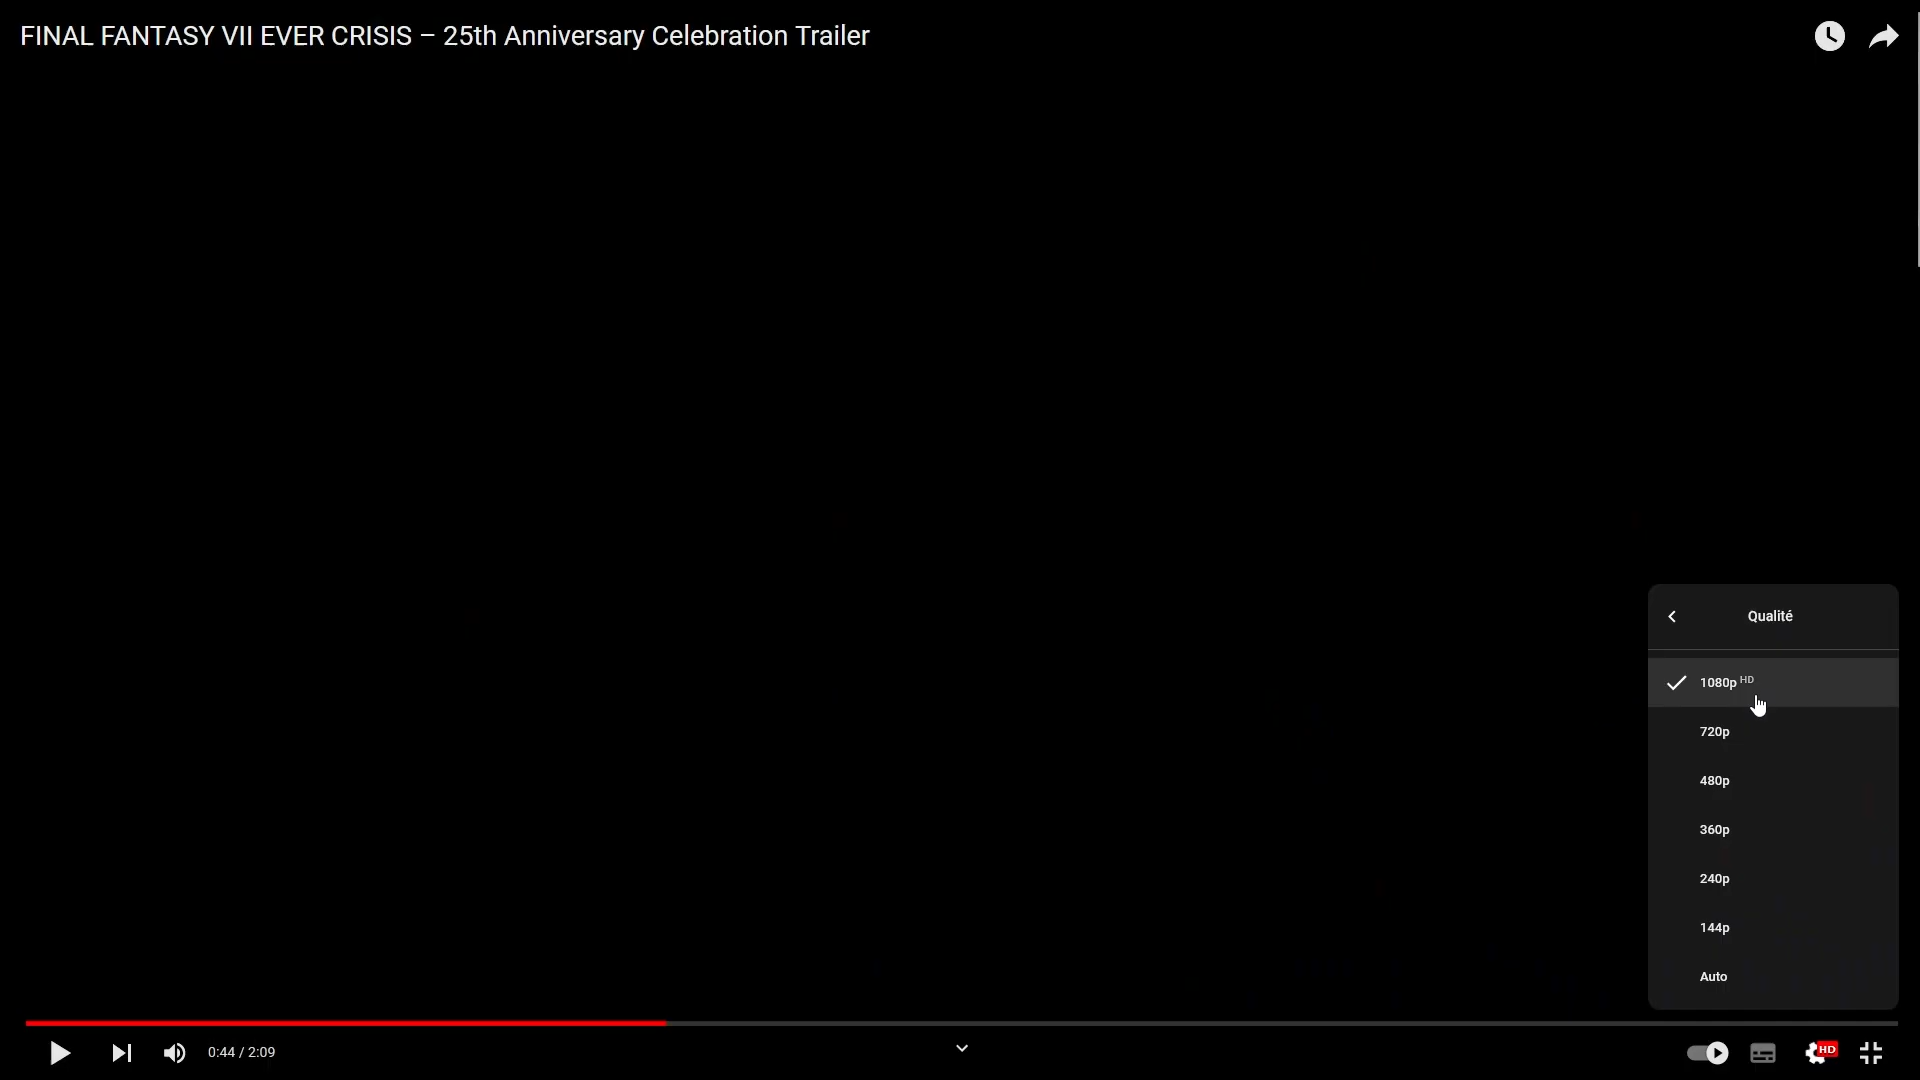 FINAL FANTASY VII EVER CRISIS – 25th Anniversary Celebration Trailer
Qualité
1080p HD
720p
480p
360p
240p
144p
Auto
0:44 / 2:09
HD